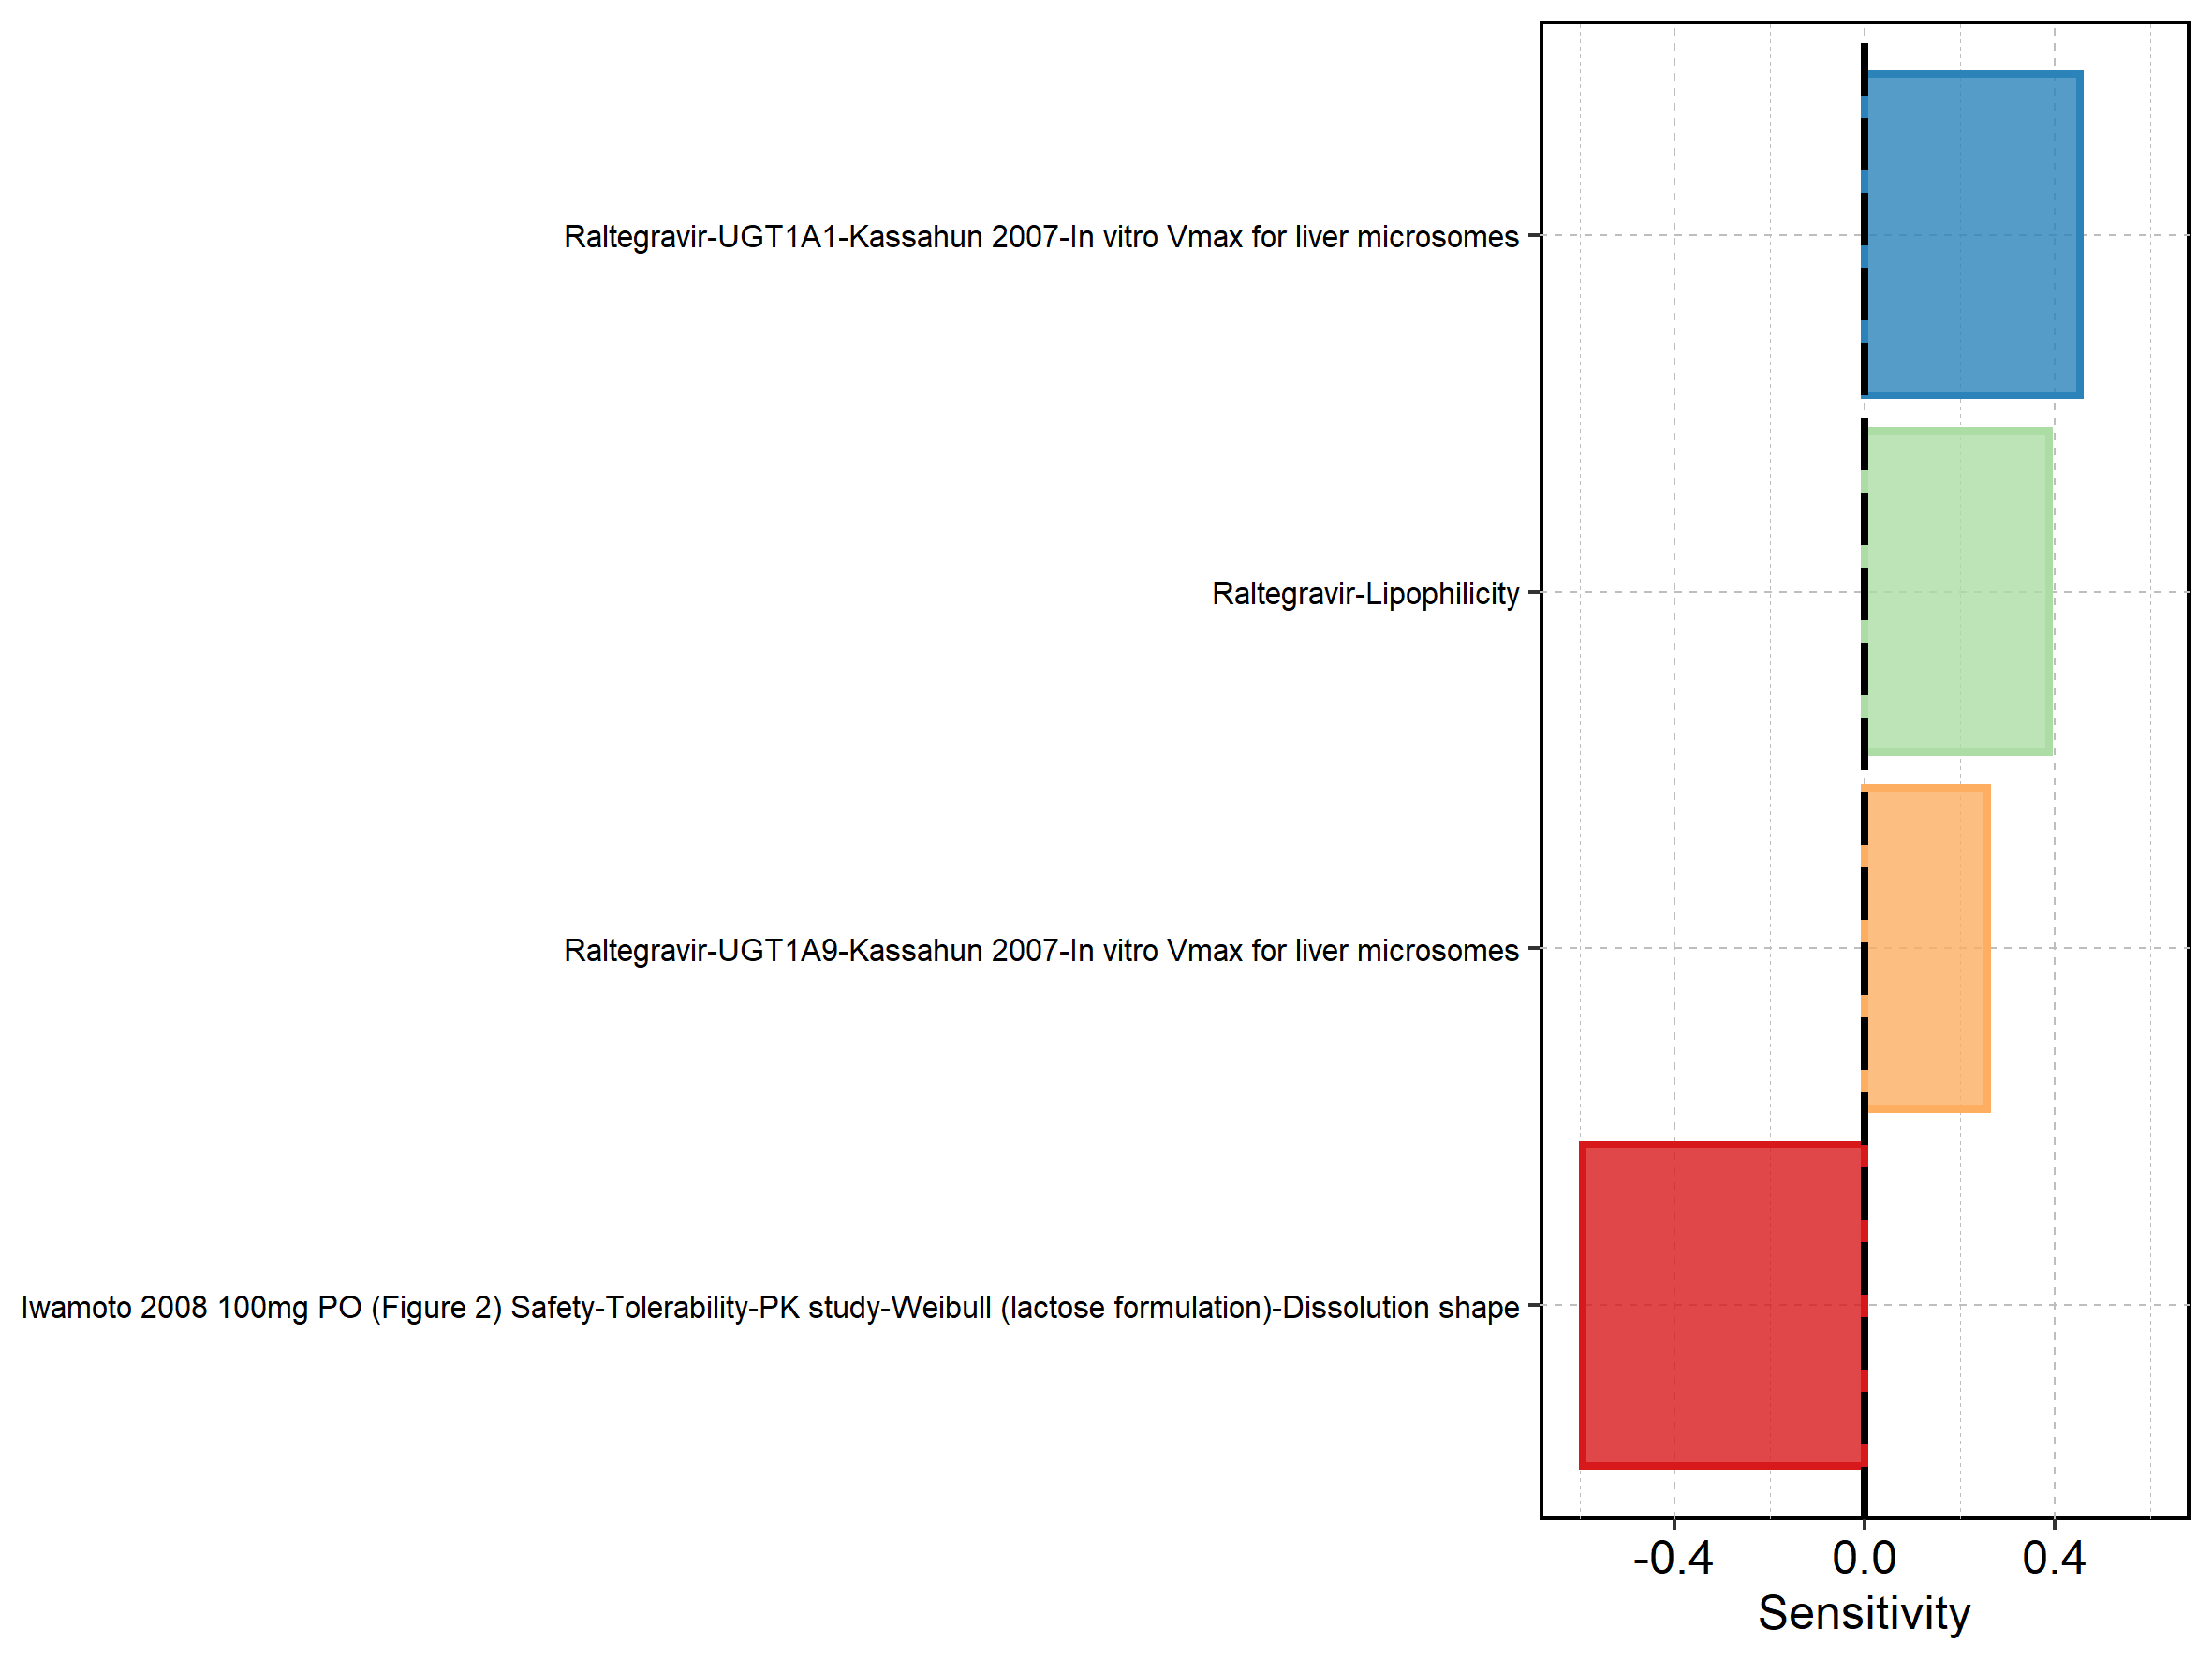 Raltegravir-UGT1A1-Kassahun 2007-In vitro Vmax for liver microsomes
Raltegravir-Lipophilicity
Raltegravir-UGT1A9-Kassahun 2007-In vitro Vmax for liver microsomes
Iwamoto 2008 100mg PO (Figure 2) Safety-Tolerability-PK study-Weibull (lactose formulation)-Dissolution shape
-0.4 0.0 0.4
Sensitivity